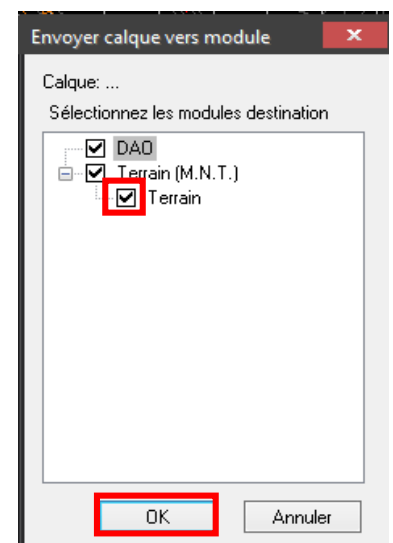 Envoyer calque vers module
Calque: ...
Sélectionnez les modules destination
DAO
Terrain (M.N.T.)
Terrain
OK
Annuler